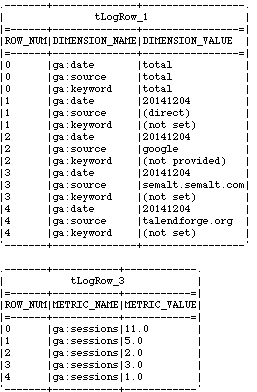 .--------+--------------+-----------------.
|                tLogRow_1                |
|=-------+--------------+----------------=|
|ROW_NUM|DIMENSION_NAME|DIMENSION_VALUE |
|=-------+--------------+----------------=|
|0 |ga:date |total |
|0 |ga:source |total |
|0 |ga:keyword |total |
|1 |ga:date |20141204 |
|1 |ga:source |(direct) |
|1 |ga:keyword |(not set) |
|2 |ga:date |20141204 |
|2 |ga:source |google |
|2 |ga:keyword |(not provided) |
|3 |ga:date |20141204 |
|3 |ga:source |semalt.semalt.com|
|3 |ga:keyword |(not set) |
|4 |ga:date |20141204 |
|4 |ga:source |talendforge.org |
|4 |ga:keyword |(not set) |
'--------+--------------+-----------------'
.-------+-----------+------------.
|           tLogRow_3            |
|=------+-----------+-----------=|
|ROW_NUM|METRIC_NAME|METRIC_VALUE|
|=------+-----------+-----------=|
|0 |ga:sessions|11.0 |
|1 |ga:sessions|5.0 |
|2 |ga:sessions|2.0 |
|3 |ga:sessions|3.0 |
|4 |ga:sessions|1.0 |
'-------+-----------+------------'